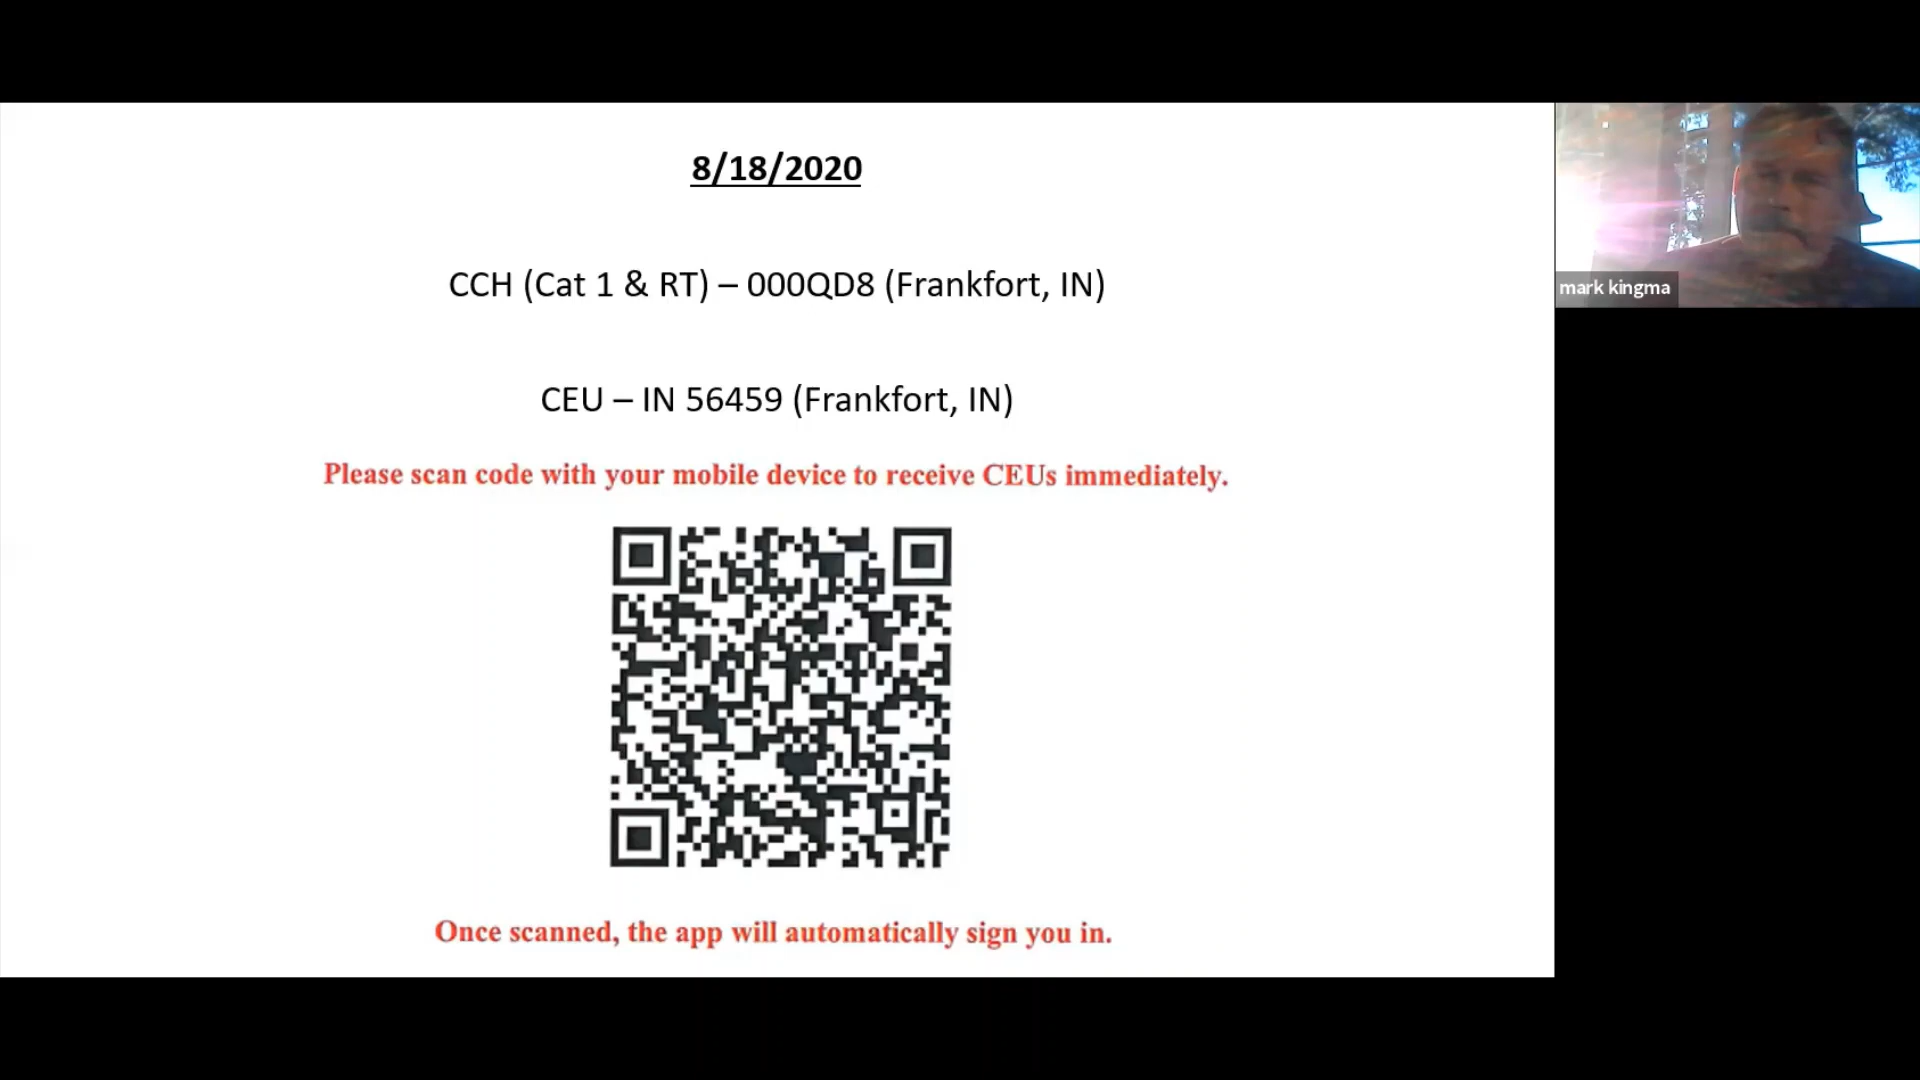 8/18/2020
CCH (Cat 1 & RT) – 000QD8 (Frankfort, IN)
CEU – IN 56459 (Frankfort, IN)
Please scan code with your mobile device to receive CEUs immediately.
Once scanned, the app will automatically sign you in.
mark kingma